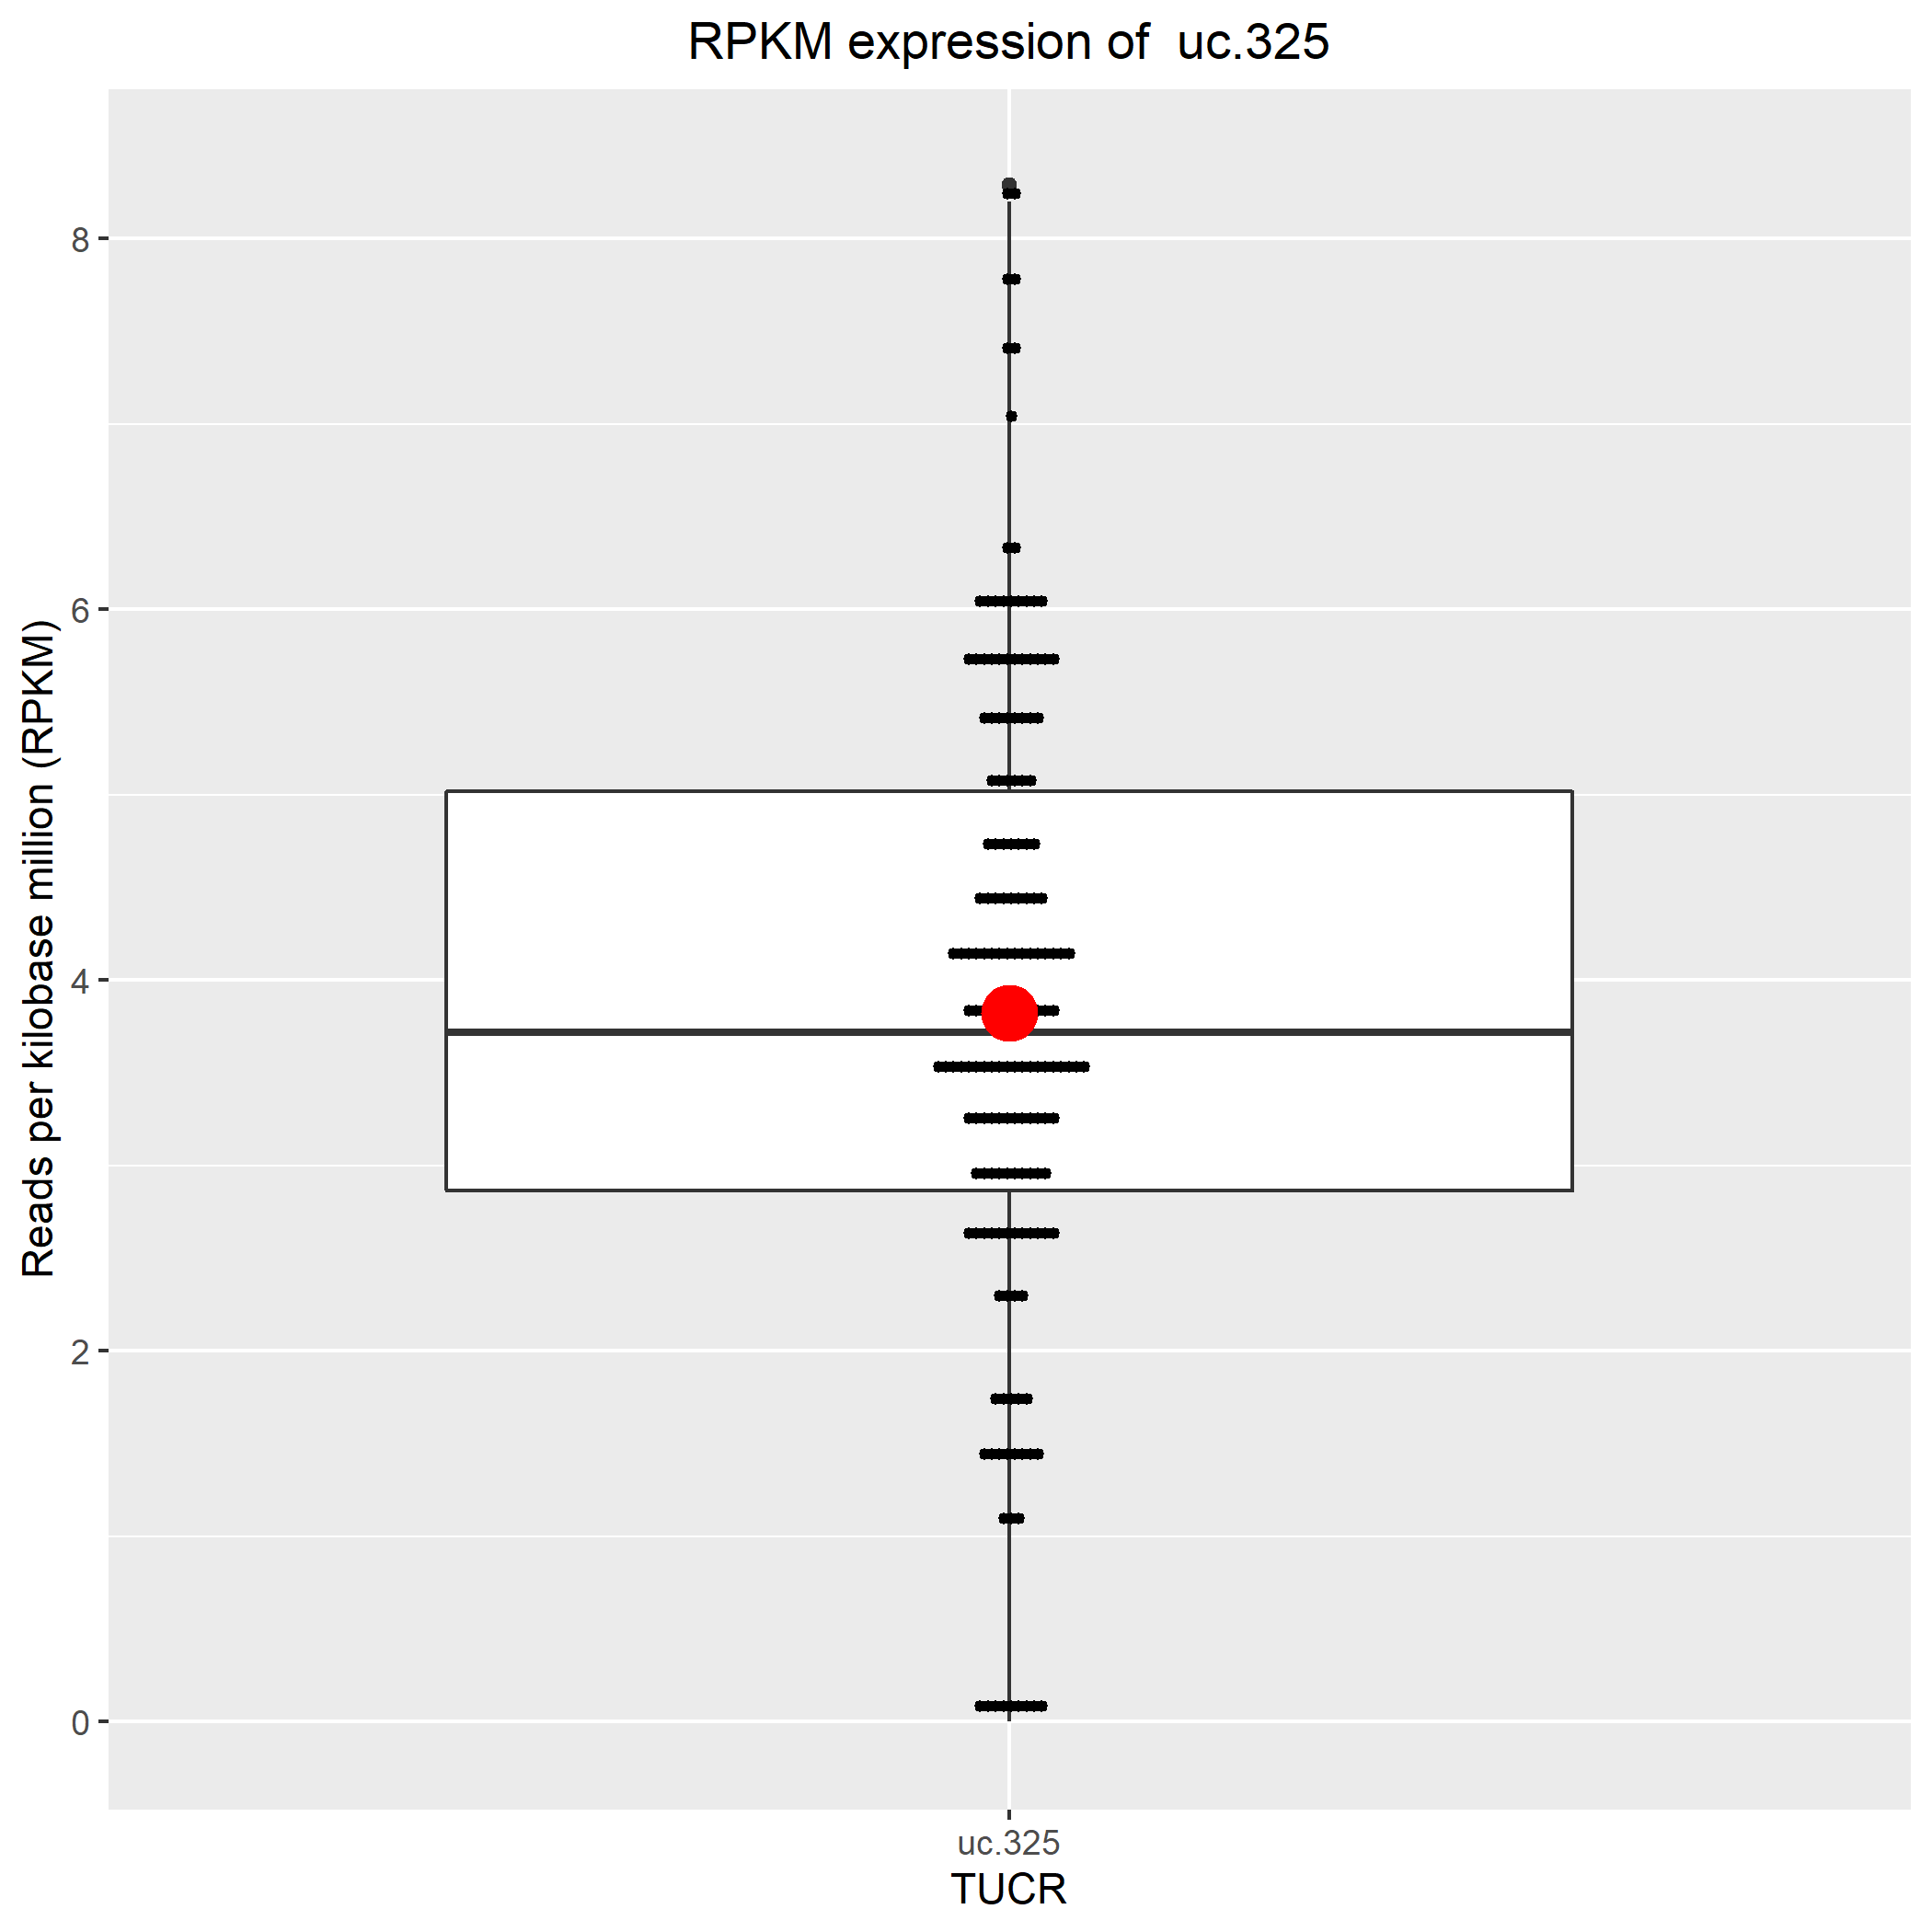 RPKM expression of  uc.325
Reads per kilobase million (RPKM)
8
6
4
2
0
uc.325
TUCR